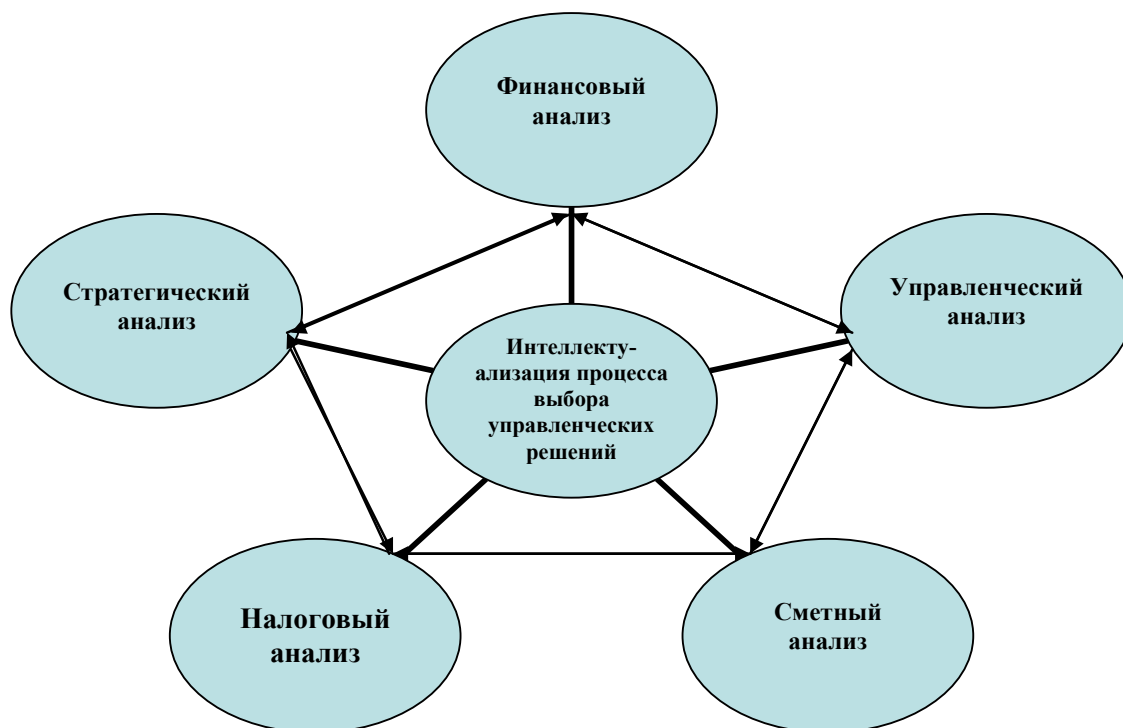 Финансовый
анализ
Стратегический
анализ
Управленческий
анализ
Интеллекту-
ализация процесса
выбора
управленческих
решений
Налоговый
анализ
Сметный
анализ